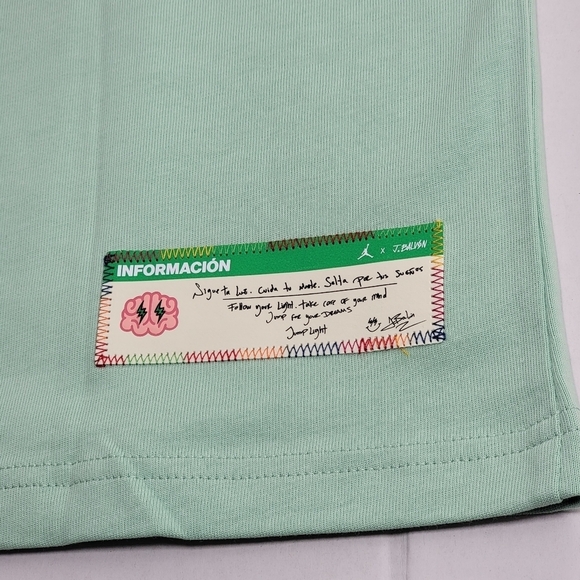 INFORMACIÓN
x J. BALVIN
Sigue tu Luz. Cuida tu Mente. Salta por tus Sueños
Follow your Light. take care of your mind
Jump for your DREAMS
Jump Light